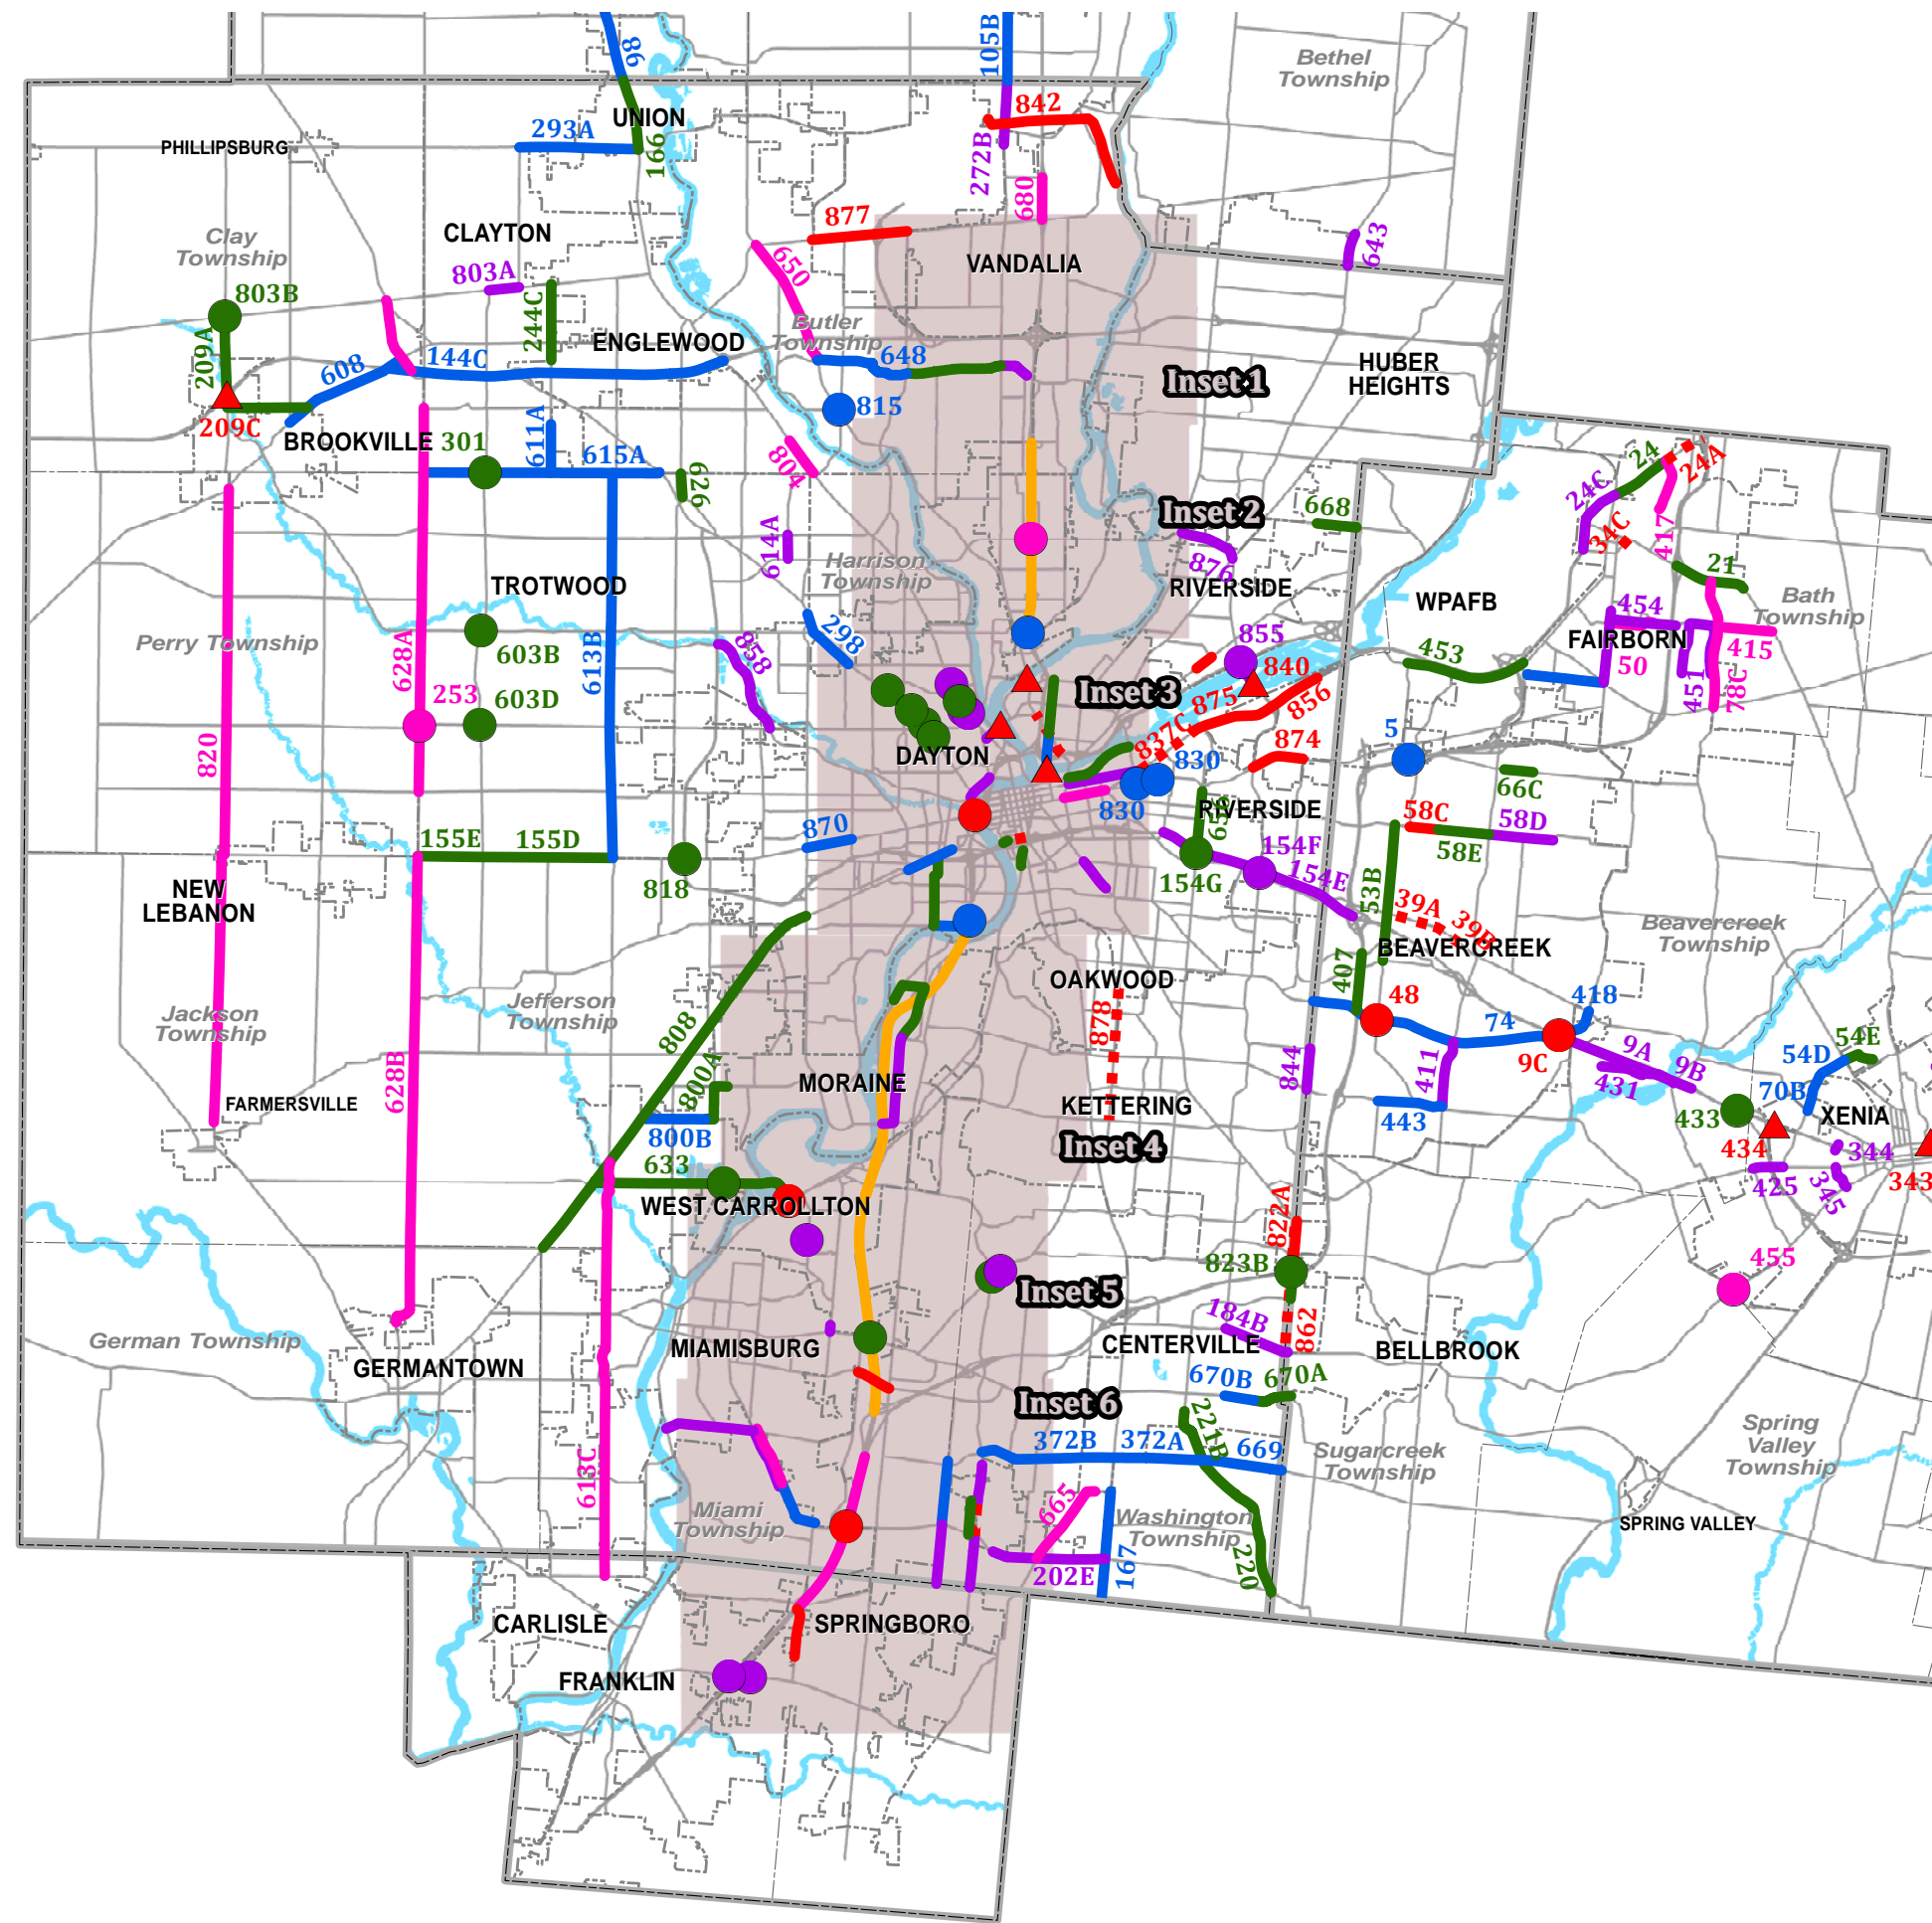 98
105B
Bethel
Township
842
UNION
293A
PHILLIPSBURG
166
272B
680
877
CLAYTON
Clay
Township
643
650
VANDALIA
803A
803B
244C
Butler
Township
ENGLEWOOD
209A
608
144C
648
HUBER
HEIGHTS
Inset 1
815
209C
BROOKVILLE
301
611A
615A
626
804
24
24A
24C
Inset 2
668
34C
417
614A
Harrison
Township
876
RIVERSIDE
21
TROTWOOD
WPAFB
Bath
Township
454
Perry Township
603B
298
858
855
FAIRBORN
415
628A
613B
453
840
50
253
603D
Inset 3
875
856
451
78C
820
DAYTON
837C
874
5
830
66C
155E
155D
870
830
RIVERSIDE
656
58C
58D
58E
154F
818
154G
154E
53B
NEW
LEBANON
39A
39B
Beavercreek
Township
BEAVERCREEK
407
OAKWOOD
Jefferson
Township
Jackson
Township
48
418
878
74
808
54E
9A
54D
9C
9B
628B
800A
MORAINE
844
411
431
70B
FARMERSVILLE
KETTERING
443
433
XENIA
800B
Inset 4
434
344
633
425
345
343
WEST CARROLLTON
822A
823B
455
Inset 5
184B
862
German Township
MIAMISBURG
CENTERVILLE
BELLBROOK
GERMANTOWN
670B
670A
Inset 6
221B
372B
372A
669
Sugarcreek
Township
Spring
Valley
Township
613C
665
Miami
Township
Washington
Township
SPRING VALLEY
202E
167
220
CARLISLE
SPRINGBORO
FRANKLIN